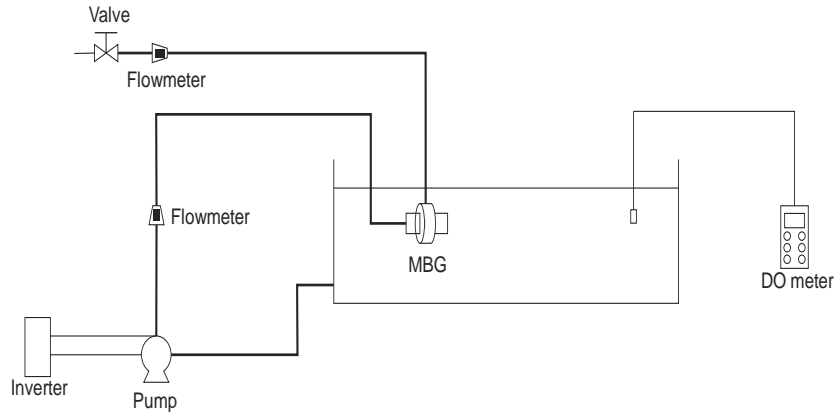 Valve
Flowmeter
Flowmeter
MBG
DO meter
Inverter
Pump